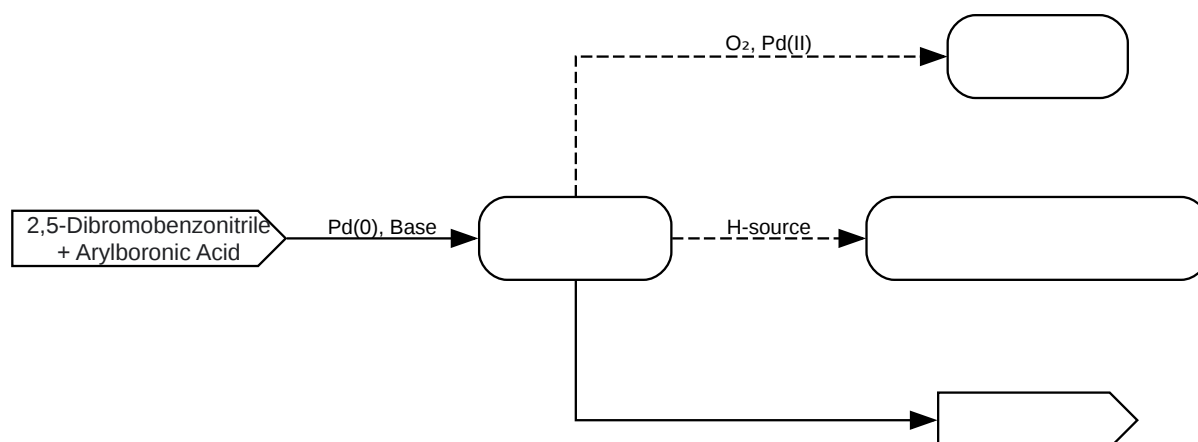 O₂, Pd(II)
2,5-Dibromobenzonitrile
+ Arylboronic Acid
Pd(0), Base
H-source